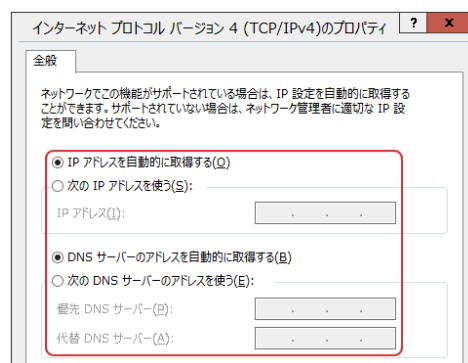 インターネット プロトコル バージョン 4 (TCP/IPv4)のプロパティ ? x
全般
ネットワークでこの機能がサポートされている場合は、IP 設定を自動的に取得する
ことができます。サポートされていない場合は、ネットワーク管理者に適切な IP 設
定を問い合わせてください。
IP アドレスを自動的に取得する(O)
次の IP アドレスを使う(S):
IP アドレス(I):
DNS サーバーのアドレスを自動的に取得する(B)
次の DNS サーバーのアドレスを使う(E):
優先 DNS サーバー(P):
代替 DNS サーバー(A):